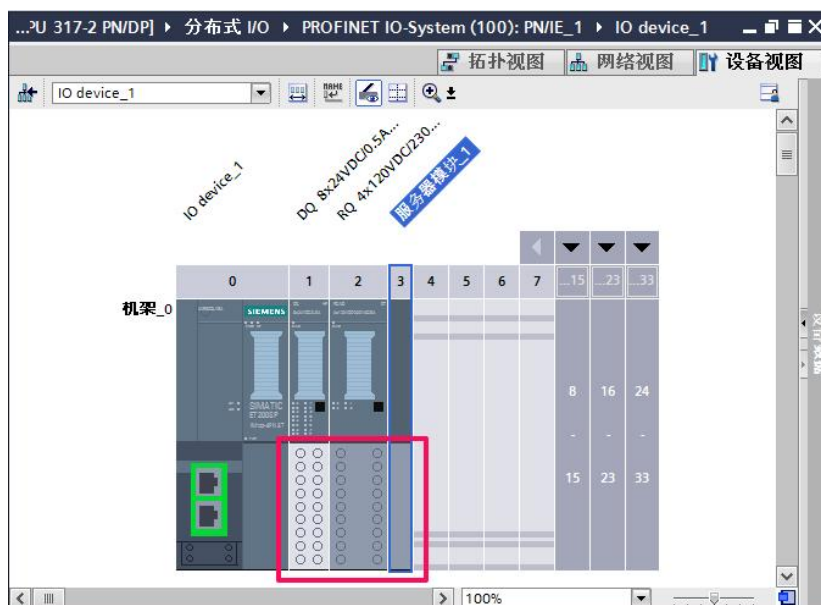 ...PU 317-2 PN/DP] ▸ 分布式 I/O ▸ PROFINET IO-System (100): PN/IE_1 ▸ IO device_1
拓扑视图 网络视图 设备视图
IO device_1
IO device_1
DQ 8x24VDC/0.5A...
RQ 4x120VDC/230...
服务器模块_1
0 1 2 3 4 5 6 7 ...15 ...23 ...33
机架_0
SIEMENS
SIMATIC
ET 200SP
8 16 24
- - -
15 23 33
100%